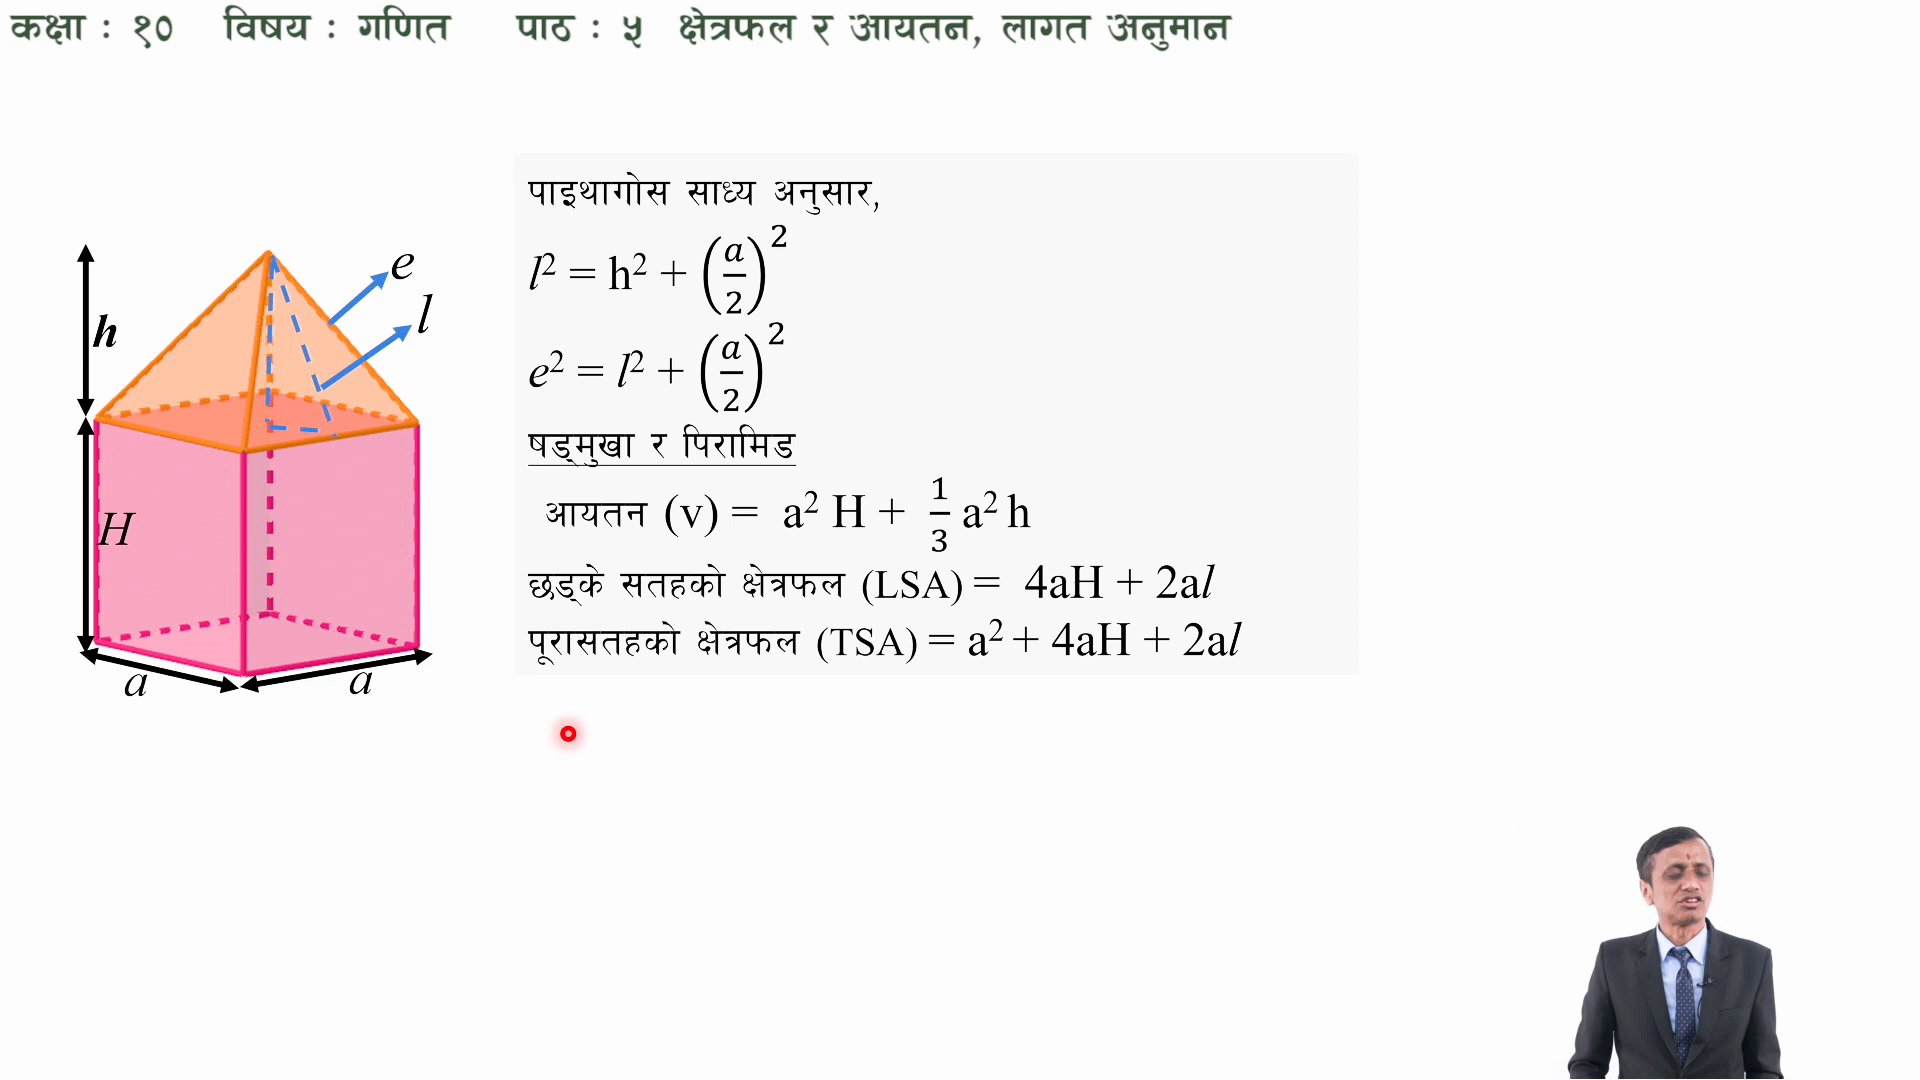 कक्षा : १० विषय : गणित पाठ : ५ क्षेत्रफल र आयतन, लागत अनुमान
पाइथागोस साध्य अनुसार,
l² = h² + (a/2)²
e² = l² + (a/2)²
षड्मुखा र पिरामिड
आयतन (v) = a² H + 1/3 a² h
छड्के सतहको क्षेत्रफल (LSA) = 4aH + 2al
पूरासतहको क्षेत्रफल (TSA) = a² + 4aH + 2al
e
l
h
H
a
a